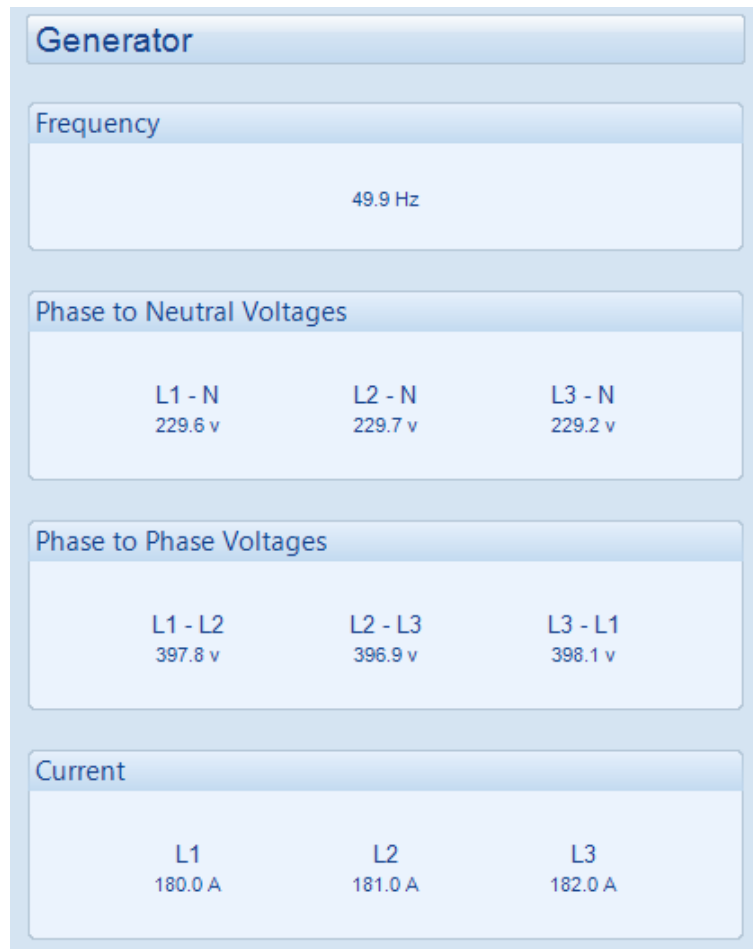 Generator
Frequency
49.9 Hz
Phase to Neutral Voltages
L1 - N L2 - N L3 - N
229.6 v 229.7 v 229.2 v
Phase to Phase Voltages
L1 - L2 L2 - L3 L3 - L1
397.8 v 396.9 v 398.1 v
Current
L1 L2 L3
180.0 A 181.0 A 182.0 A